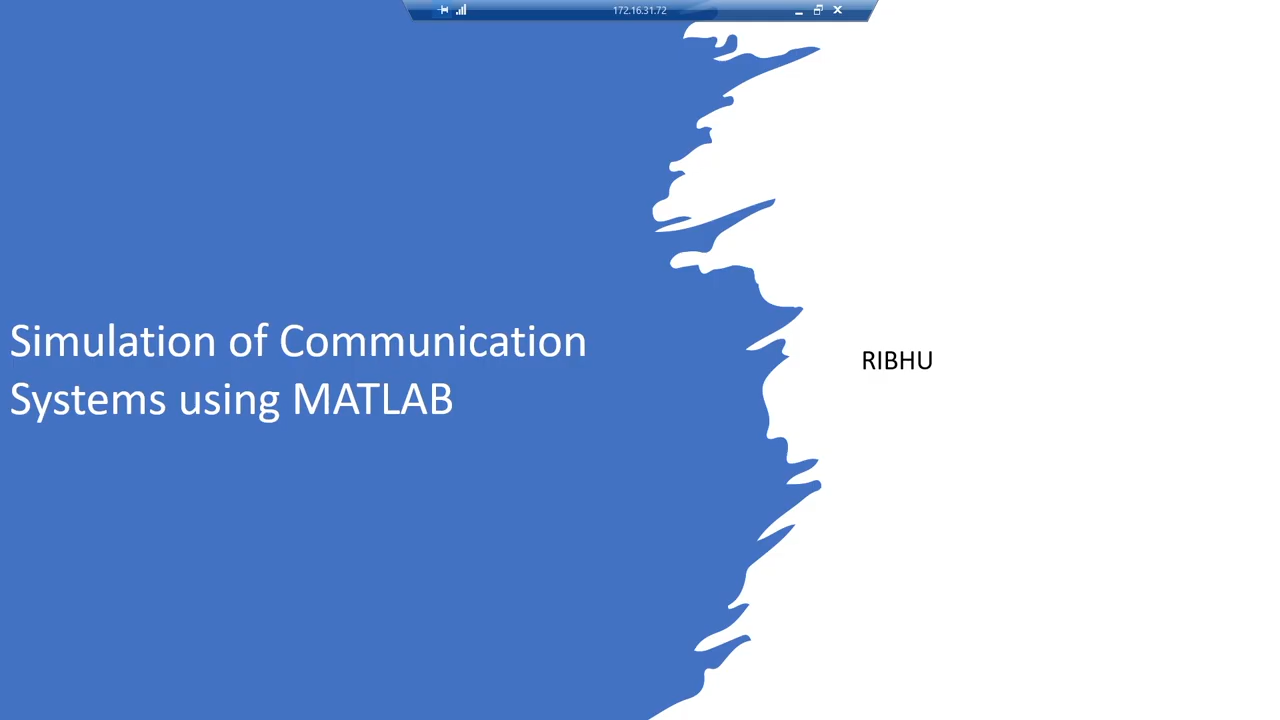 172.16.31.72
Simulation of Communication
Systems using MATLAB
RIBHU